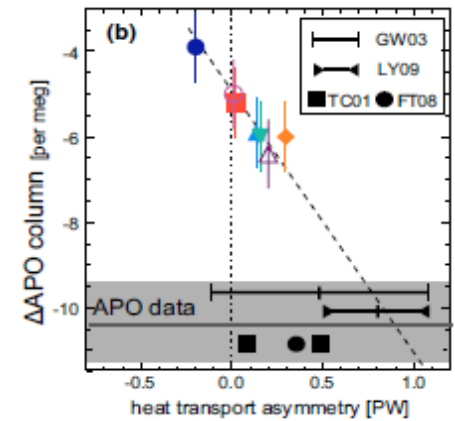 (b)
GW03
LY09
TC01 FT08
-4
-6
-8
-10
ΔAPO column [per meg]
APO data
-0.5 0.0 0.5 1.0
heat transport asymmetry [PW]